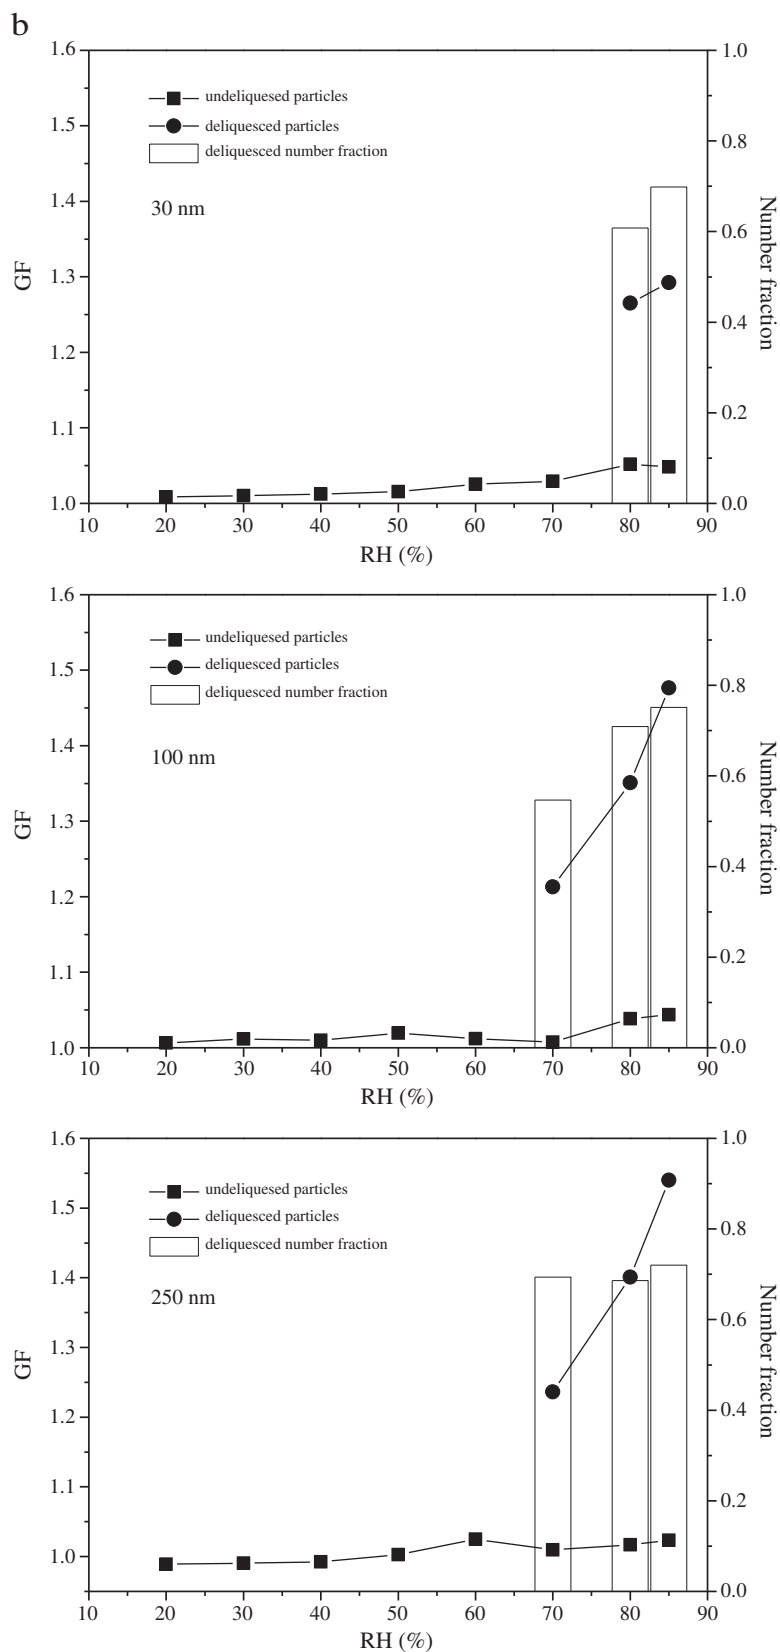 b
1.6
1.5
1.4
1.3
1.2
1.1
1.0
GF
undeliquesed particles
deliquesced particles
deliquesced number fraction
30 nm
1.0
0.8
0.6
0.4
0.2
0.0
Number fraction
10 20 30 40 50 60 70 80 90
RH (%)
1.6
1.5
1.4
1.3
1.2
1.1
1.0
GF
undeliquesed particles
deliquesced particles
deliquesced number fraction
100 nm
1.0
0.8
0.6
0.4
0.2
0.0
Number fraction
10 20 30 40 50 60 70 80 90
RH (%)
1.6
1.5
1.4
1.3
1.2
1.1
1.0
GF
undeliquesed particles
deliquesced particles
deliquesced number fraction
250 nm
1.0
0.8
0.6
0.4
0.2
0.0
Number fraction
10 20 30 40 50 60 70 80 90
RH (%)